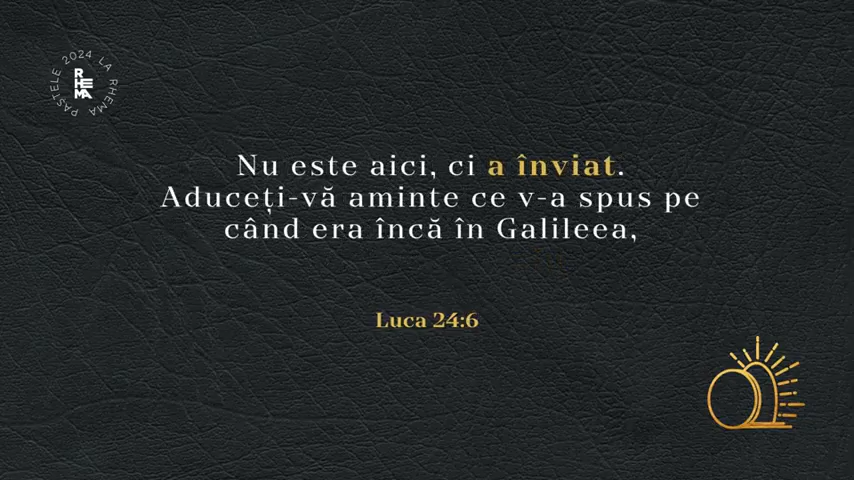 PAȘTELE 2024 LA RHEMA
RHEMA
Nu este aici, ci a înviat.
Aduceți-vă aminte ce v-a spus pe
când era încă în Galileea,
Luca 24:6